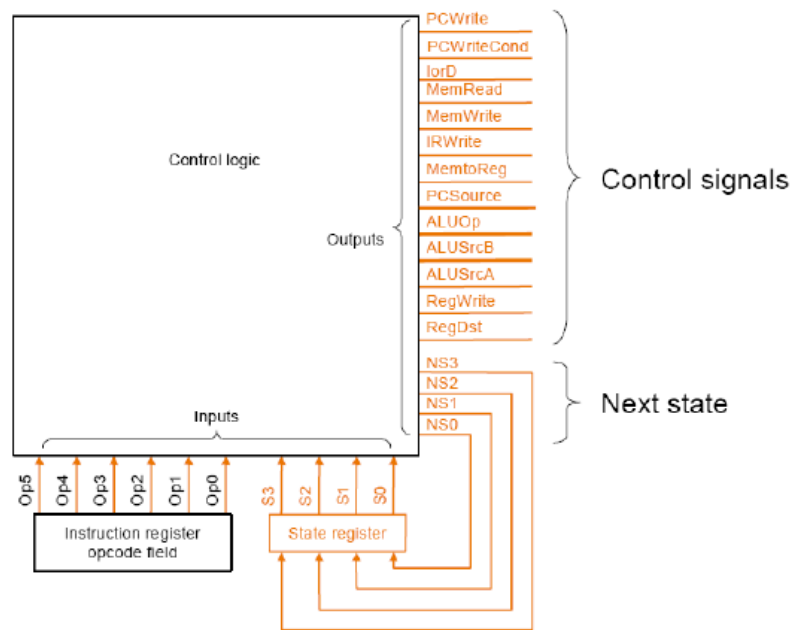 PCWrite
PCWriteCond
IorD
MemRead
MemWrite
IRWrite
MemtoReg
PCSource
ALUOp
ALUSrcB
ALUSrcA
RegWrite
RegDst
Control signals
Control logic
Outputs
NS3
NS2
NS1
NS0
Next state
Inputs
Op5
Op4
Op3
Op2
Op1
Op0
S3
S2
S1
S0
Instruction register
opcode field
State register